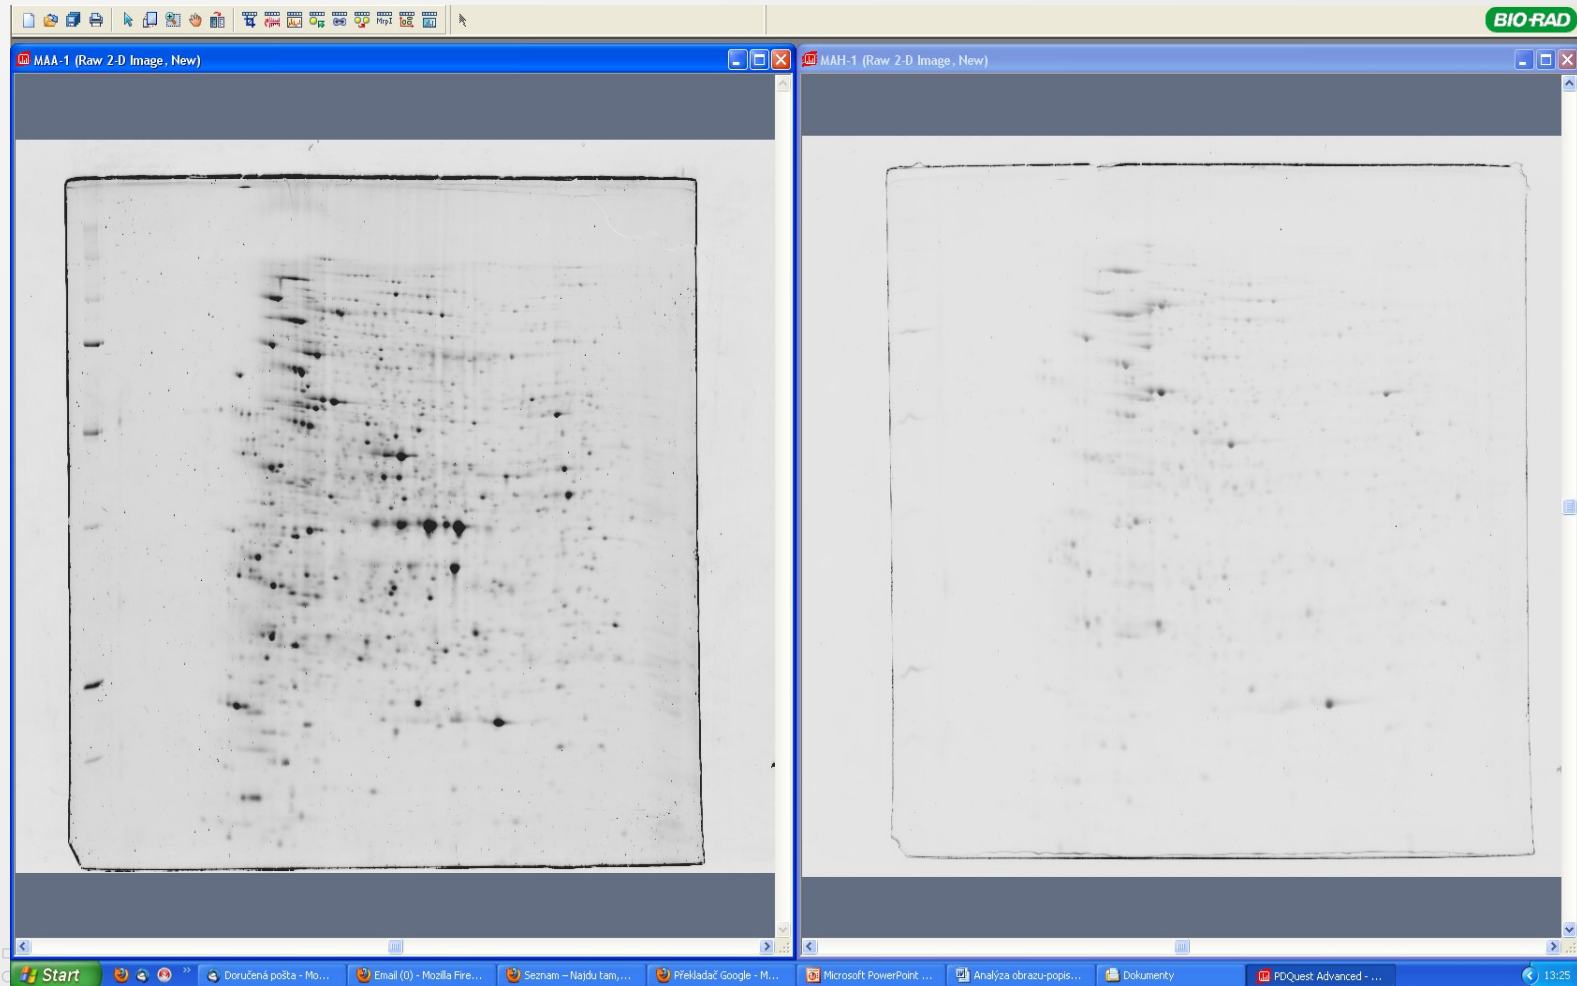 MrpI
BIO-RAD
MAA-1 (Raw 2-D Image, New)
MAH-1 (Raw 2-D Image, New)
Start
»
Doručená pošta - Mo...
Email (0) - Mozilla Fire...
Seznam – Najdu tam,...
Překladač Google - M...
Microsoft PowerPoint ...
Analýza obrazu-popis...
Dokumenty
PDQuest Advanced - ...
13:25